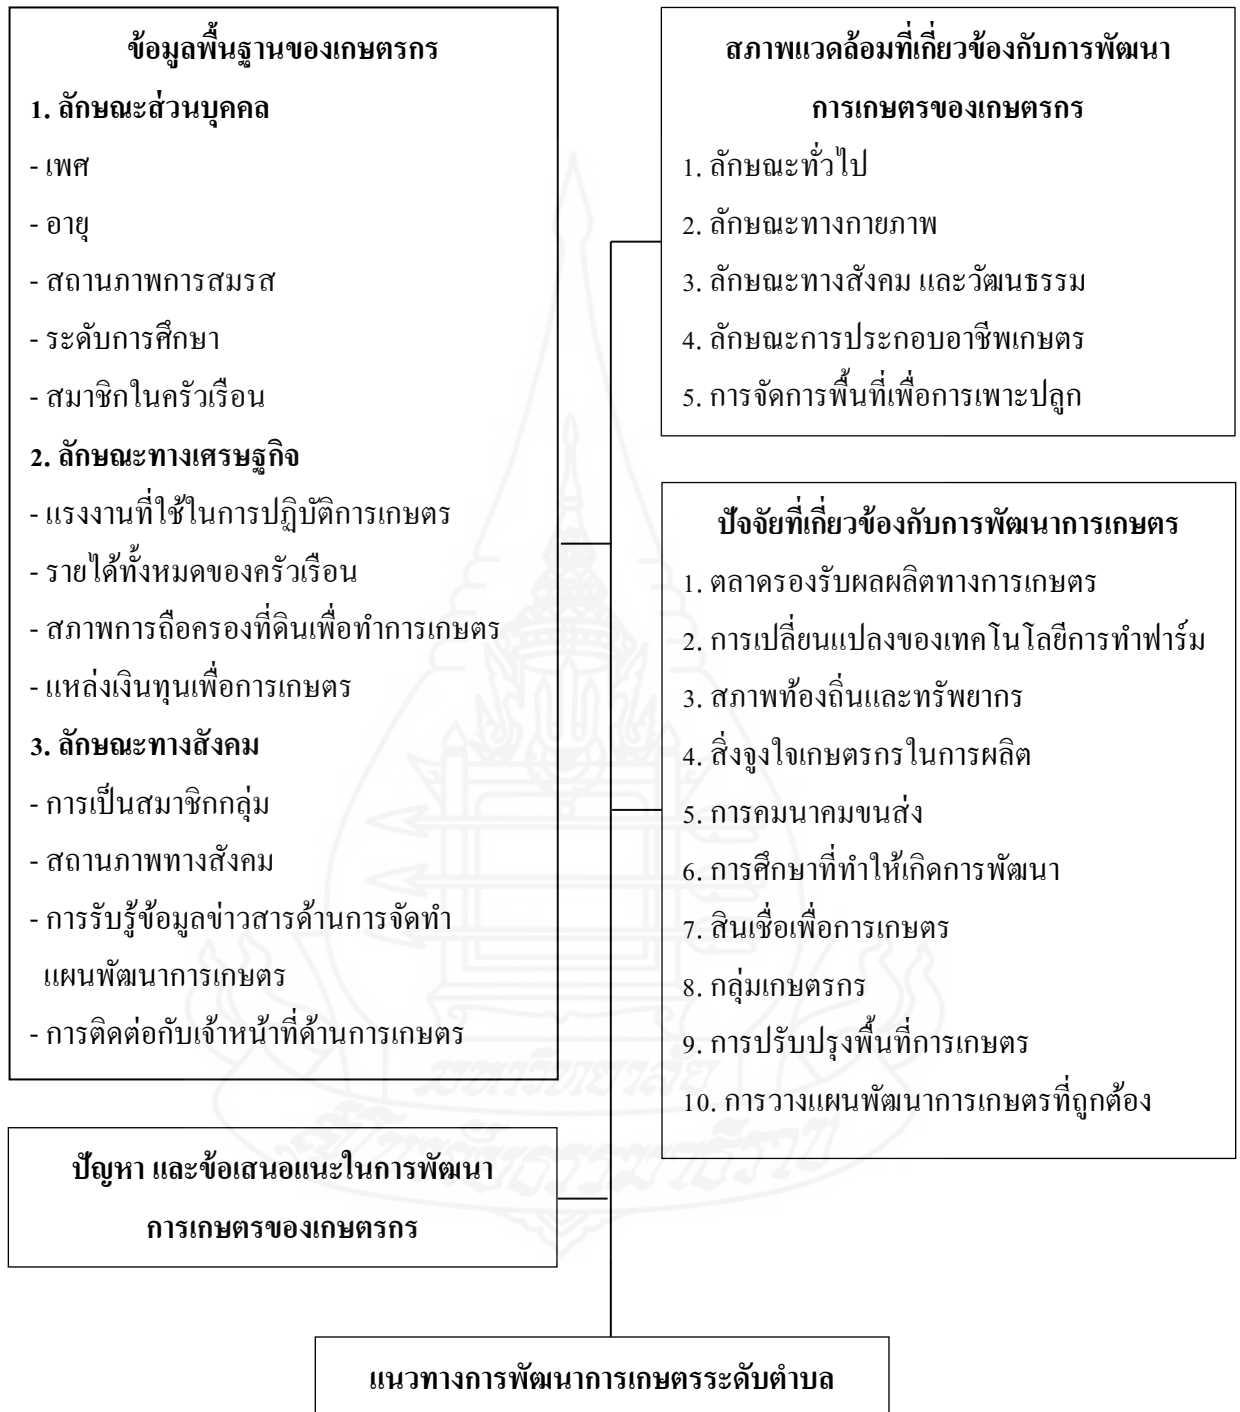 ข้อมูลพื้นฐานของเกษตรกร
1. ลักษณะส่วนบุคคล
- เพศ
- อายุ
- สถานภาพการสมรส
- ระดับการศึกษา
- สมาชิกในครัวเรือน
2. ลักษณะทางเศรษฐกิจ
- แรงงานที่ใช้ในการปฏิบัติการเกษตร
- รายได้ทั้งหมดของครัวเรือน
- สภาพการถือครองที่ดินเพื่อทำการเกษตร
- แหล่งเงินทุนเพื่อการเกษตร
3. ลักษณะทางสังคม
- การเป็นสมาชิกกลุ่ม
- สถานภาพทางสังคม
- การรับรู้ข้อมูลข่าวสารด้านการจัดทำ
แผนพัฒนาการเกษตร
- การติดต่อกับเจ้าหน้าที่ด้านการเกษตร
สภาพแวดล้อมที่เกี่ยวข้องกับการพัฒนา
การเกษตรของเกษตรกร
1. ลักษณะทั่วไป
2. ลักษณะทางกายภาพ
3. ลักษณะทางสังคม และวัฒนธรรม
4. ลักษณะการประกอบอาชีพเกษตร
5. การจัดการพื้นที่เพื่อการเพาะปลูก
ปัจจัยที่เกี่ยวข้องกับการพัฒนาการเกษตร
1. ตลาดรองรับผลผลิตทางการเกษตร
2. การเปลี่ยนแปลงของเทคโนโลยีการทำฟาร์ม
3. สภาพท้องถิ่นและทรัพยากร
4. สิ่งจูงใจเกษตรกรในการผลิต
5. การคมนาคมขนส่ง
6. การศึกษาที่ทำให้เกิดการพัฒนา
7. สินเชื่อเพื่อการเกษตร
8. กลุ่มเกษตรกร
9. การปรับปรุงพื้นที่การเกษตร
10. การวางแผนพัฒนาการเกษตรที่ถูกต้อง
ปัญหา และข้อเสนอแนะในการพัฒนา
การเกษตรของเกษตรกร
แนวทางการพัฒนาการเกษตรระดับตำบล
มหาวิทยาลัย
สุโขทัยธรรมาธิราช